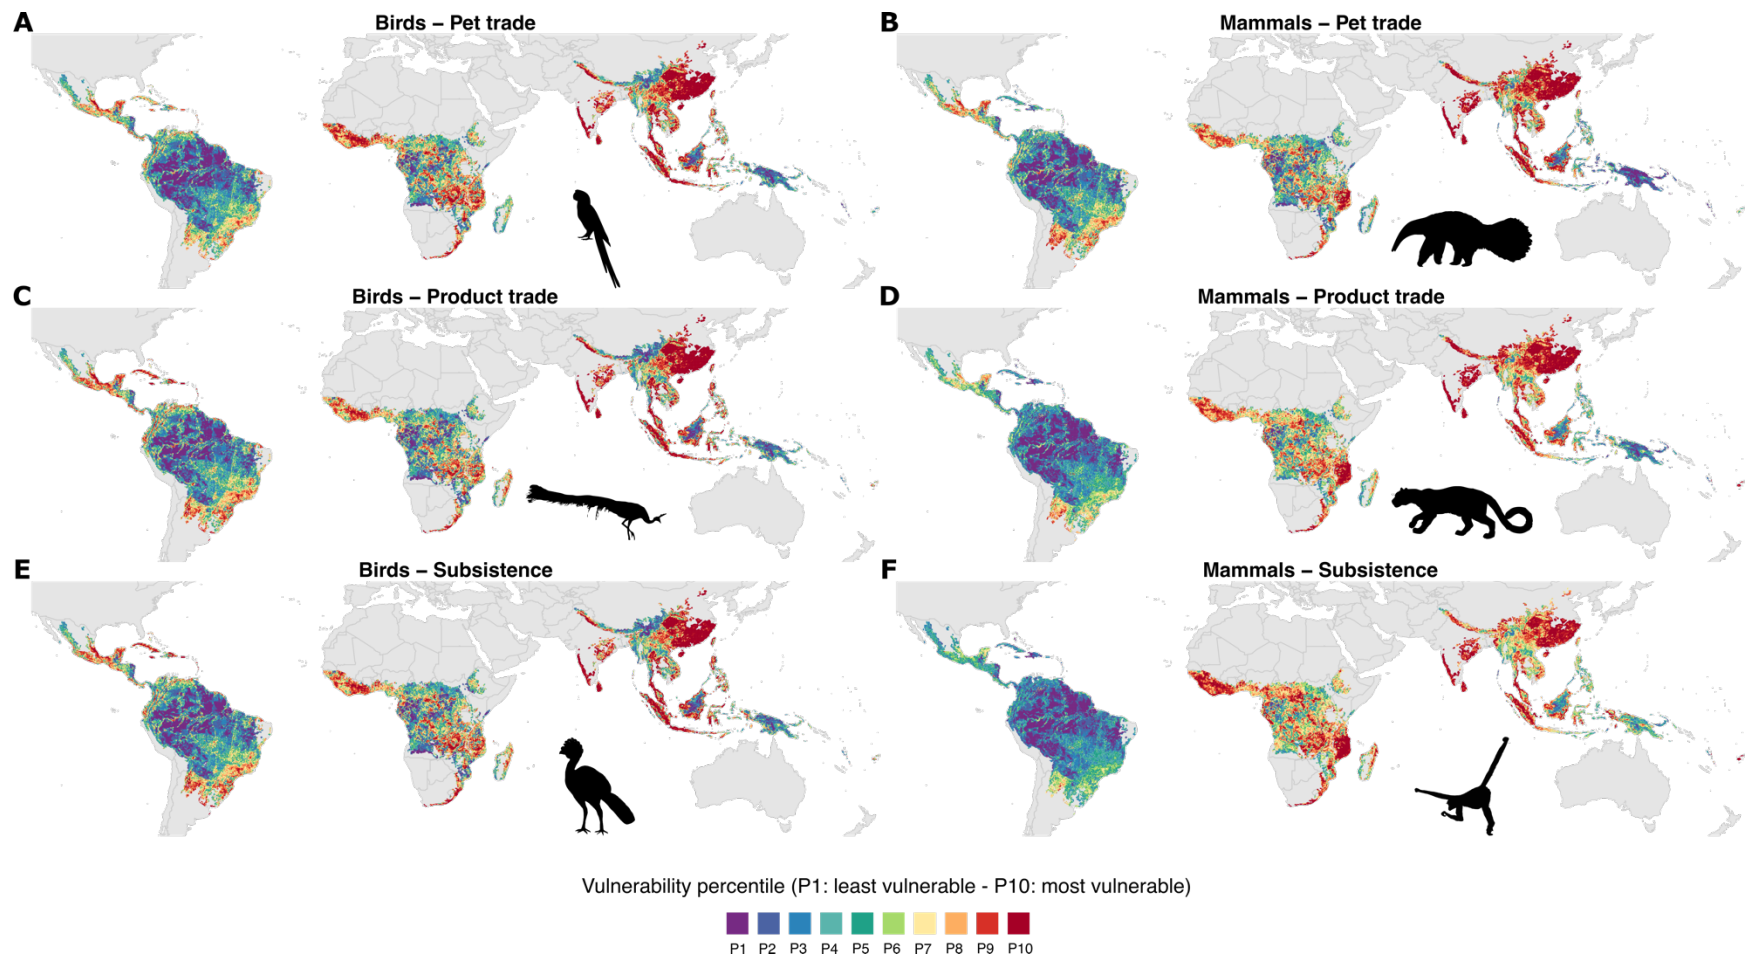 A
Birds – Pet trade
B
Mammals – Pet trade
C
Birds – Product trade
D
Mammals – Product trade
E
Birds – Subsistence
F
Mammals – Subsistence
Vulnerability percentile (P1: least vulnerable - P10: most vulnerable)
P1 P2 P3 P4 P5 P6 P7 P8 P9 P10